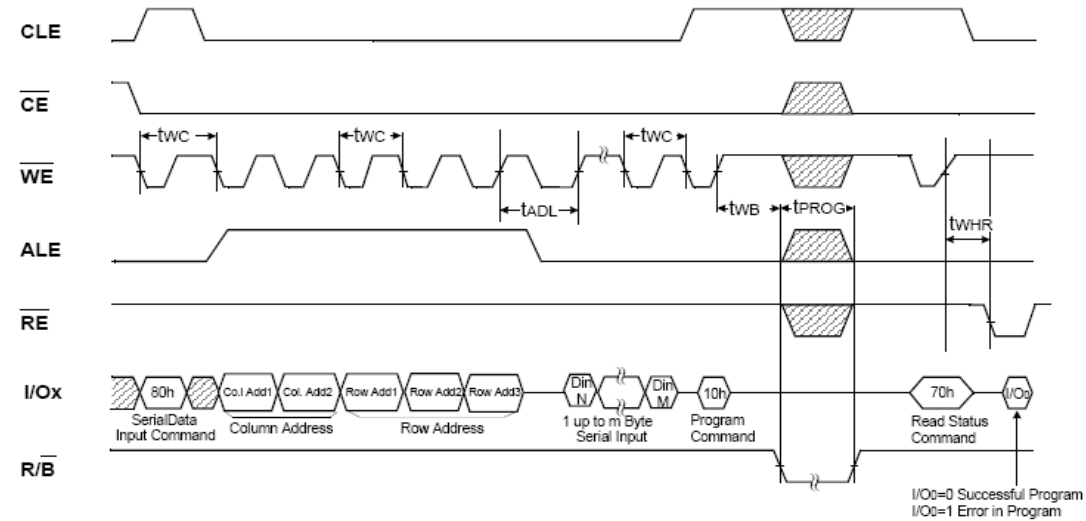 CLE
CE
tWC tWC tWC
WE
tADL tWB tPROG
tWHR
ALE
RE
I/Ox 80h Co.l Add1 Col. Add2 Row Add1 Row Add2 Row Add3 Din N Din M 10h 70h I/O0
SerialData Input Command
Column Address
Row Address
1 up to m Byte
Serial Input
Program
Command
Read Status
Command
R/B
I/O0=0 Successful Program
I/O0=1 Error in Program